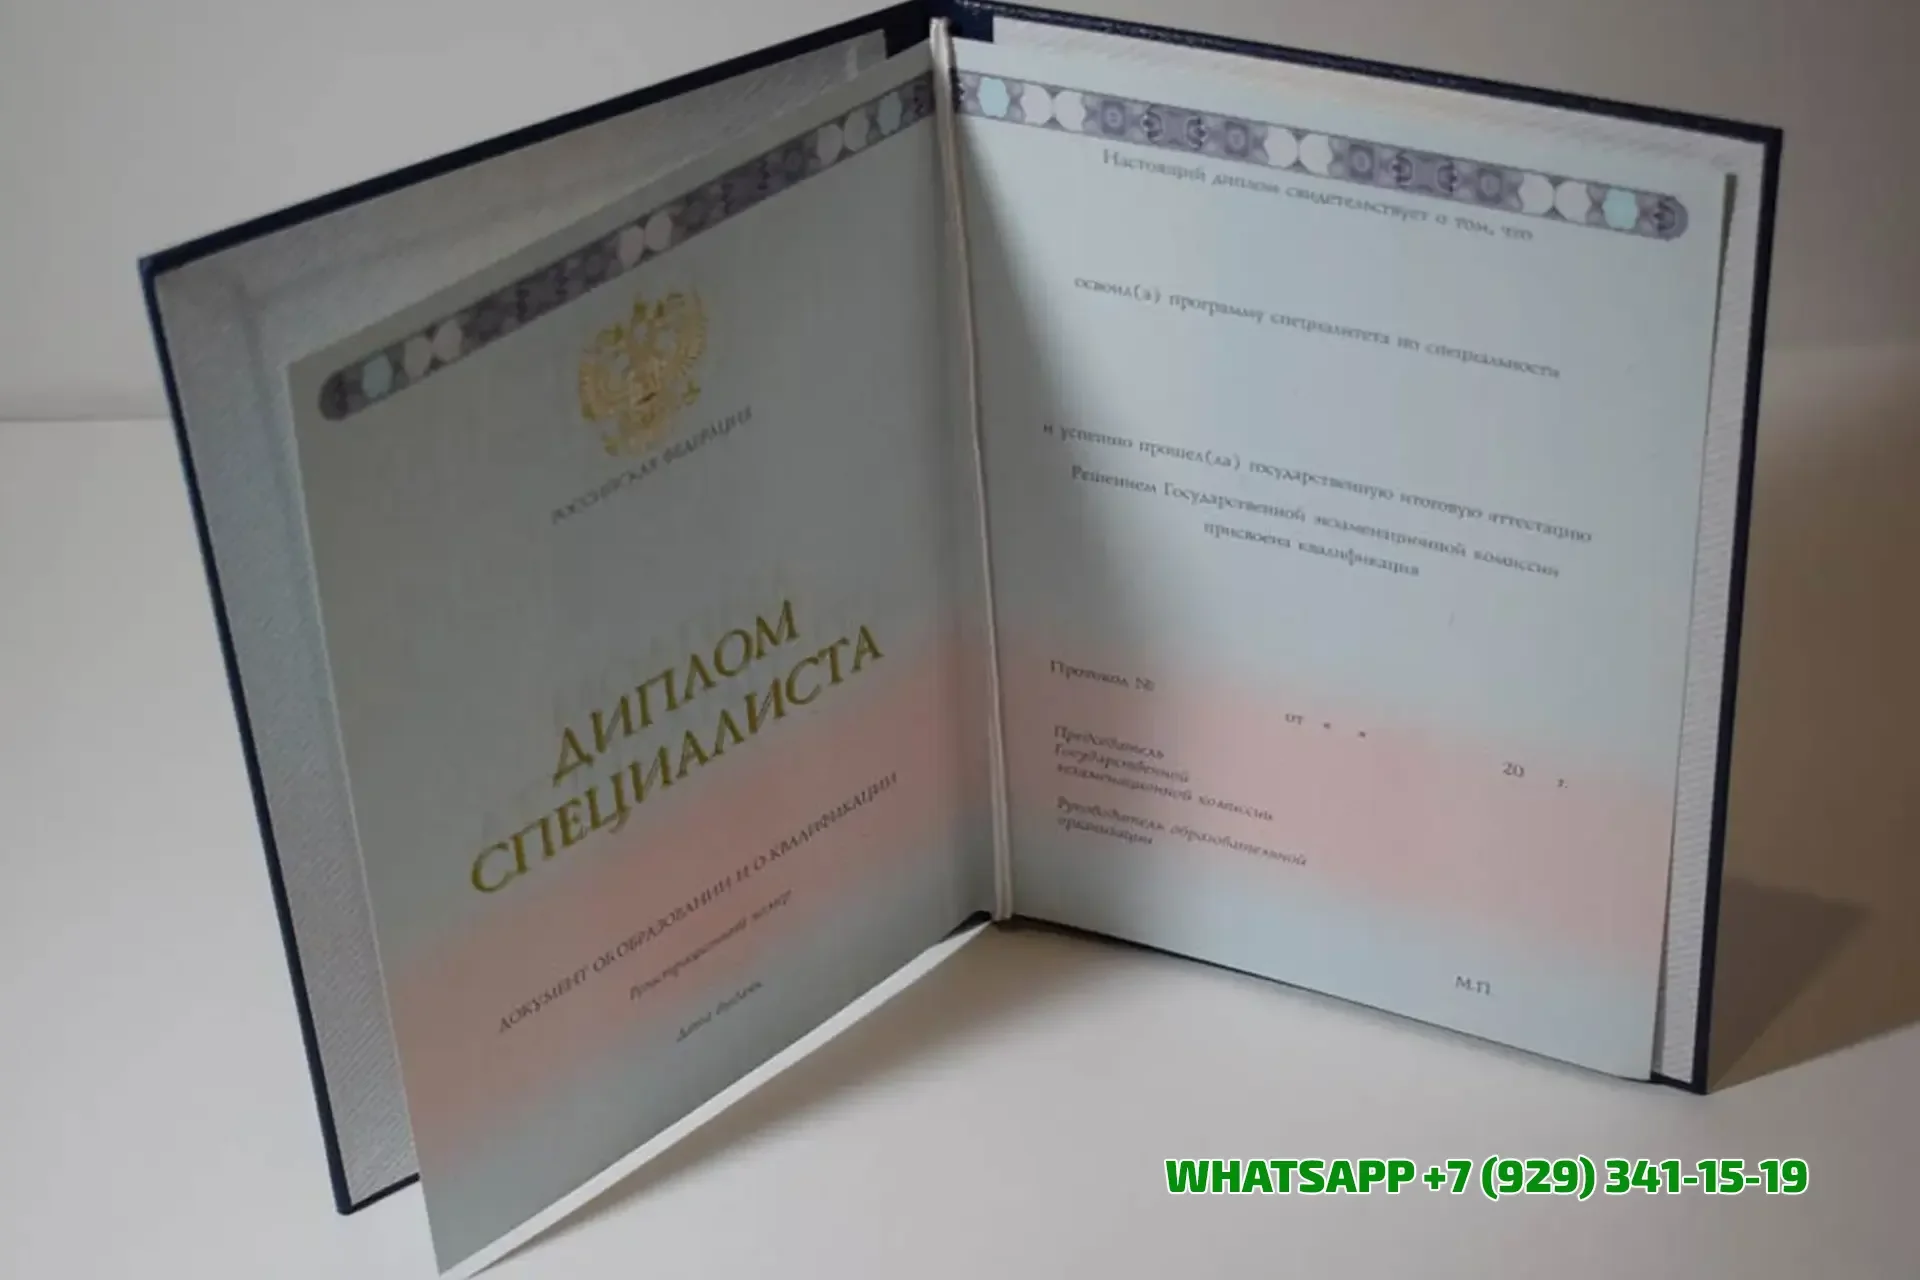 РОССИЙСКАЯ ФЕДЕРАЦИЯ
ДИПЛОМ
СПЕЦИАЛИСТА
ДОКУМЕНТ ОБ ОБРАЗОВАНИИ И О КВАЛИФИКАЦИИ
Регистрационный номер
Дата выдачи
Настоящий диплом свидетельствует о том, что
освоил(а) программу специалитета по специальности
и успешно прошел(ла) государственную итоговую аттестацию
Решением Государственной экзаменационной комиссии
присвоена квалификация
Протокол №
от « » 20 г.
Председатель
Государственной
экзаменационной комиссии
Руководитель образовательной
организации
М.П.
WHATSAPP +7 (929) 341-15-19